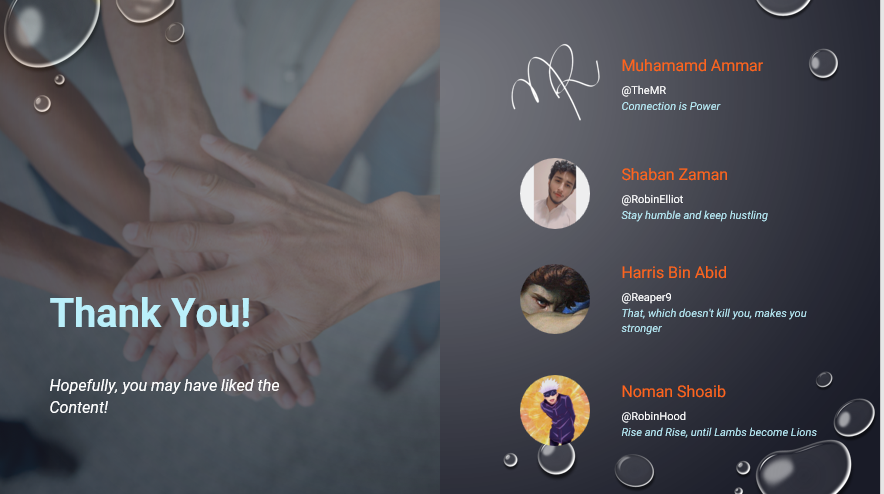 Thank You!
Hopefully, you may have liked the
Content!
MR
Muhamamd Ammar
@TheMR
Connection is Power
Shaban Zaman
@RobinElliot
Stay humble and keep hustling
Harris Bin Abid
@Reaper9
That, which doesn't kill you, makes you
stronger
Noman Shoaib
@RobinHood
Rise and Rise, until Lambs become Lions